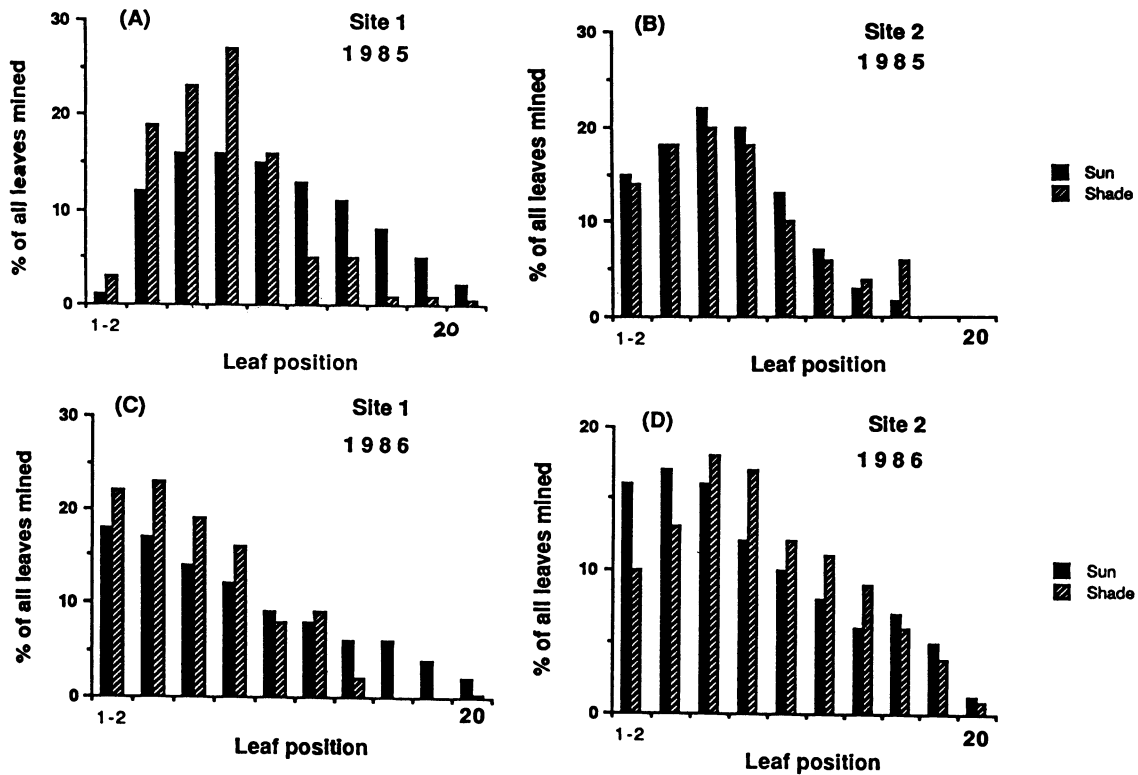 (A)
Site 1
1985
% of all leaves mined
30
20
10
0
1-2
20
Leaf position
(B)
Site 2
1985
% of all leaves mined
30
20
10
0
1-2
20
Leaf position
Sun
Shade
(C)
Site 1
1986
% of all leaves mined
30
20
10
0
1-2
20
Leaf position
(D)
Site 2
1986
% of all leaves mined
20
10
0
1-2
20
Leaf position
Sun
Shade